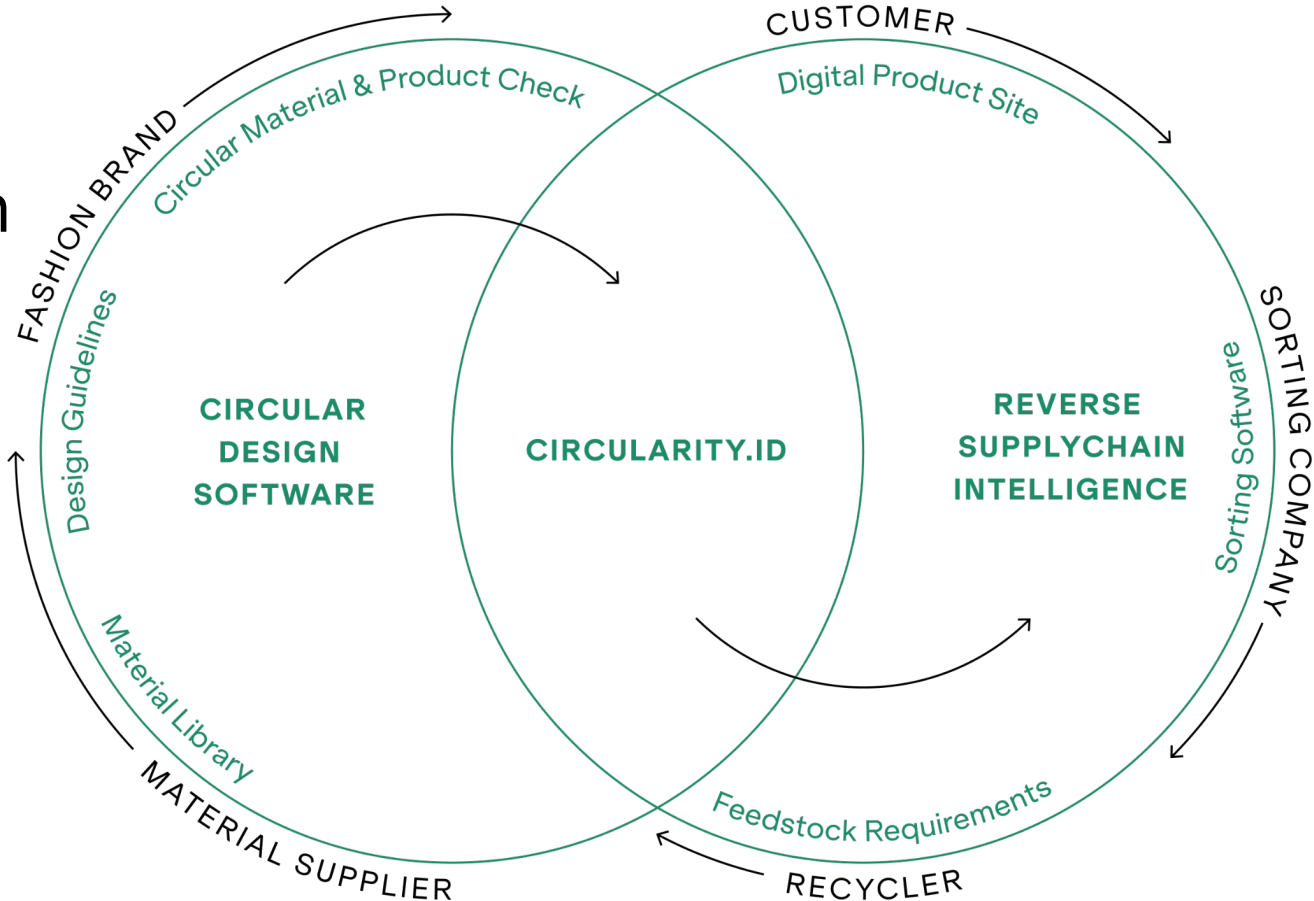 CUSTOMER
Digital Product Site
Circular Material & Product Check
FASHION BRAND
n
Design Guidelines
SORTING COMPANY
Sorting Software
CIRCULAR
DESIGN
SOFTWARE
CIRCULARITY.ID
REVERSE
SUPPLYCHAIN
INTELLIGENCE
Material Library
MATERIAL SUPPLIER
Feedstock Requirements
RECYCLER